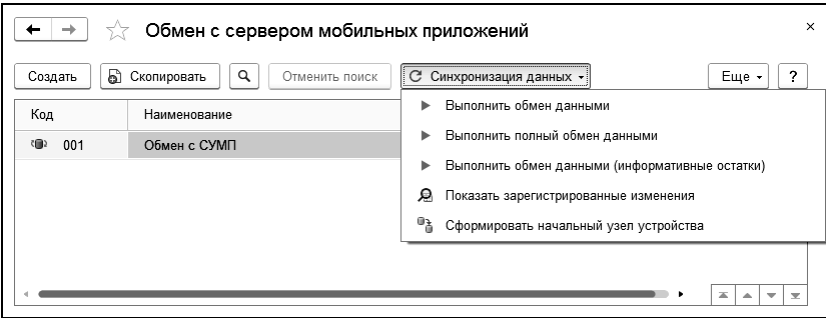 Обмен с сервером мобильных приложений
Создать Скопировать Отменить поиск Синхронизация данных Еще ?
Код Наименование
001 Обмен с СУМП
Выполнить обмен данными
Выполнить полный обмен данными
Выполнить обмен данными (информативные остатки)
Показать зарегистрированные изменения
Сформировать начальный узел устройства